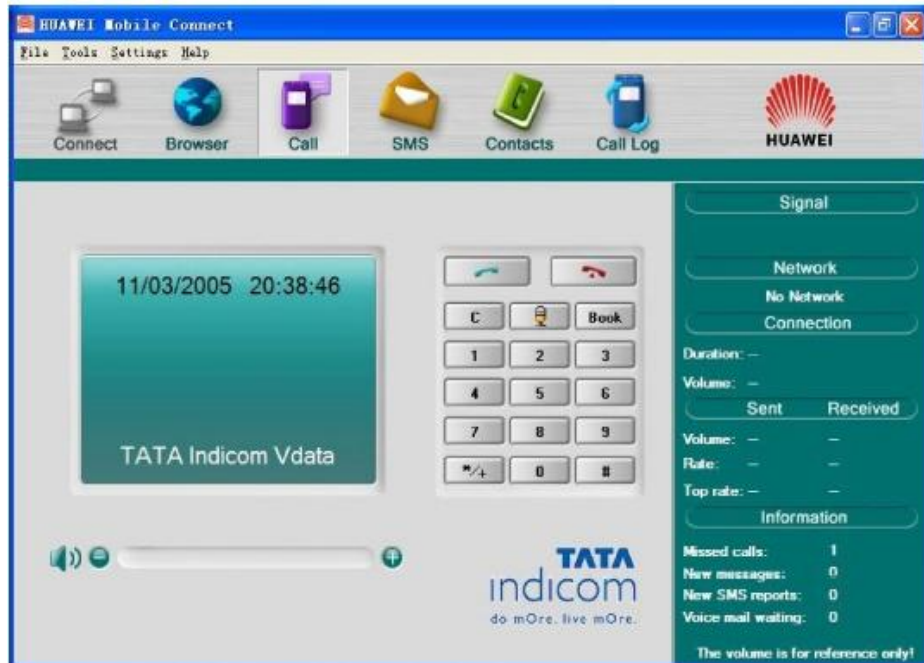 HUAWEI Mobile Connect
File Tools Settings Help
Connect Browser Call SMS Contacts Call Log HUAWEI
Signal
11/03/2005 20:38:46
TATA Indicom Vdata
C Book
1 2 3
4 5 6
7 8 9
*/+ 0 #
TATA
indicom
do mOre. live mOre.
Network
No Network
Connection
Duration: –
Volume: –
Sent Received
Volume: – –
Rate: – –
Top rate: – –
Information
Missed calls: 1
New messages: 0
New SMS reports: 0
Voice mail waiting: 0
The volume is for reference only!